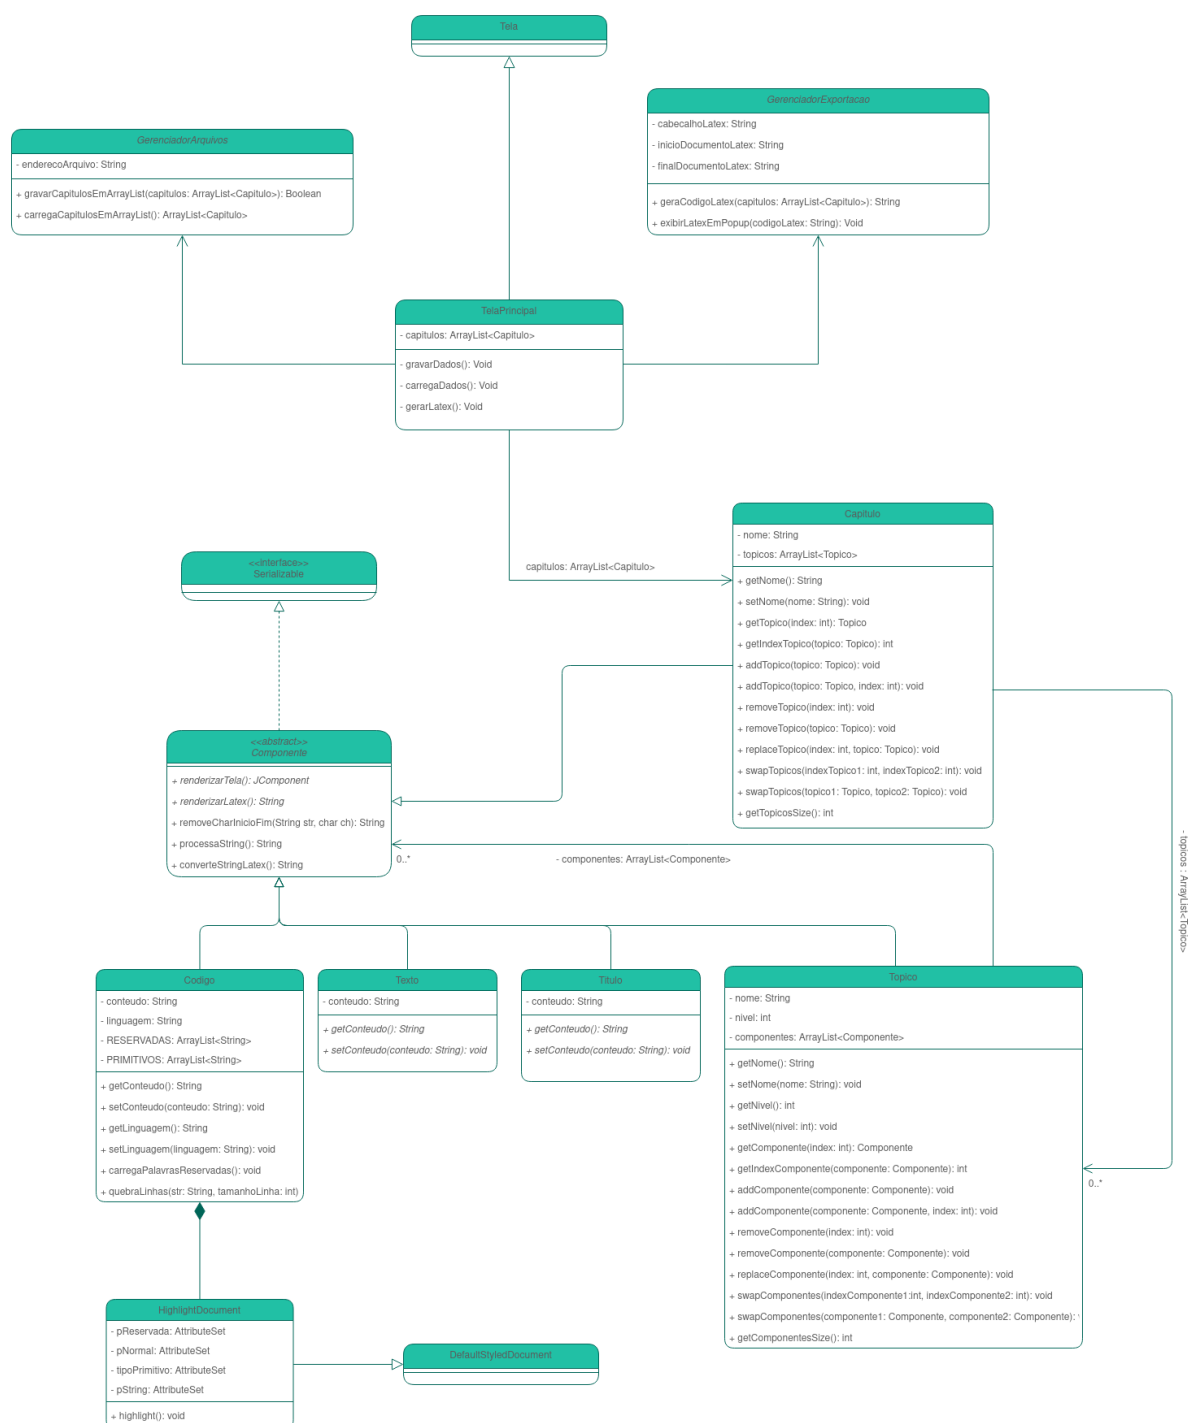 Tela
GerenciadorExportacao
- cabecalhoLatex: String
- inicioDocumentoLatex: String
- finalDocumentoLatex: String
+ geraCodigoLatex(capitulos: ArrayList<Capitulo>): String
+ exibirLatexEmPopup(codigoLatex: String): Void
GerenciadorArquivos
- enderecoArquivo: String
+ gravarCapitulosEmArrayList(capitulos: ArrayList<Capitulo>): Boolean
+ carregaCapitulosEmArrayList(): ArrayList<Capitulo>
TelaPrincipal
- capitulos: ArrayList<Capitulo>
- gravarDados(): Void
- carregaDados(): Void
- gerarLatex(): Void
capitulos: ArrayList<Capitulo>
Capitulo
- nome: String
- topicos: ArrayList<Topico>
+ getNome(): String
+ setNome(nome: String): void
+ getTopico(index: int): Topico
+ getIndexTopico(topico: Topico): int
+ addTopico(topico: Topico): void
+ addTopico(topico: Topico, index: int): void
+ removeTopico(index: int): void
+ removeTopico(topico: Topico): void
+ replaceTopico(index: int, topico: Topico): void
+ swapTopicos(indexTopico1: int, indexTopico2: int): void
+ swapTopicos(topico1: Topico, topico2: Topico): void
+ getTopicosSize(): int
<<interface>>
Serializable
<<abstract>>
Componente
+ renderizarTela(): JComponent
+ renderizarLatex(): String
+ removeCharInicioFim(String str, char ch): String
+ processaString(): String
+ converteStringLatex(): String
0..*
- componentes: ArrayList<Componente>
- topicos : ArrayList<Topico>
Codigo
- conteudo: String
- linguagem: String
- RESERVADAS: ArrayList<String>
- PRIMITIVOS: ArrayList<String>
+ getConteudo(): String
+ setConteudo(conteudo: String): void
+ getLinguagem(): String
+ setLinguagem(linguagem: String): void
+ carregaPalavrasReservadas(): void
+ quebraLinhas(str: String, tamanhoLinha: int)
Texto
- conteudo: String
+ getConteudo(): String
+ setConteudo(conteudo: String): void
Titulo
- conteudo: String
+ getConteudo(): String
+ setConteudo(conteudo: String): void
Topico
- nome: String
- nivel: int
- componentes: ArrayList<Componente>
+ getNome(): String
+ setNome(nome: String): void
+ getNivel(): int
+ setNivel(nivel: int): void
+ getComponente(index: int): Componente
+ getIndexComponente(componente: Componente): int
+ addComponente(componente: Componente): void
+ addComponente(componente: Componente, index: int): void
+ removeComponente(index: int): void
+ removeComponente(componente: Componente): void
+ replaceComponente(index: int, componente: Componente): void
+ swapComponentes(indexComponente1:int, indexComponente2: int): void
+ swapComponentes(componente1: Componente, componente2: Componente):
+ getComponentesSize(): int
0..*
HighlightDocument
- pReservada: AttributeSet
- pNormal: AttributeSet
- tipoPrimitivo: AttributeSet
- pString: AttributeSet
+ highlight(): void
DefaultStyledDocument